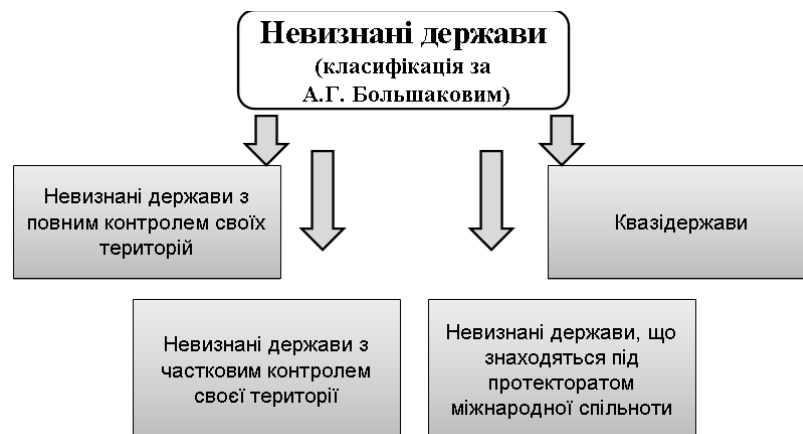 Невизнані держави
(класифікація за
А.Г. Большаковим)
Невизнані держави з
повним контролем своїх
територій
Квазідержави
Невизнані держави з
частковим контролем
своєї території
Невизнані держави, що
знаходяться під
протекторатом
міжнародної спільноти